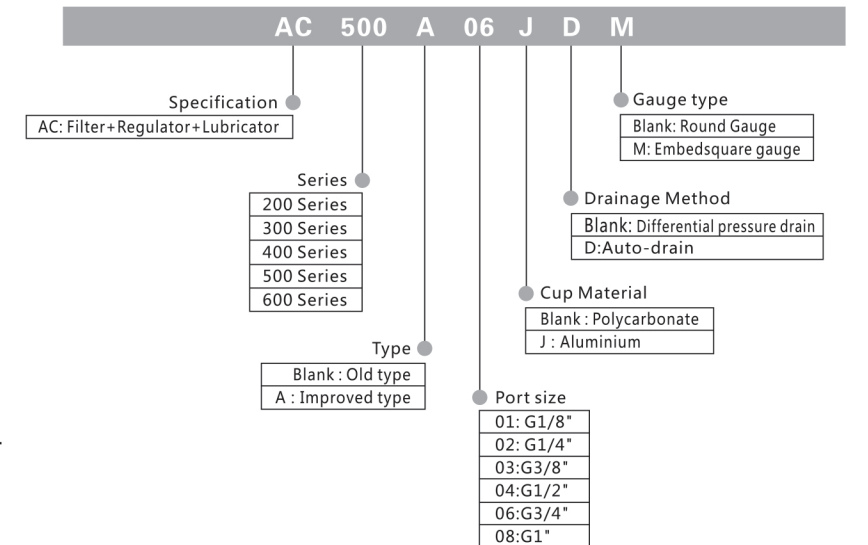 AC 500 A 06 J D M
Specification
AC: Filter+Regulator+Lubricator
Series
200 Series
300 Series
400 Series
500 Series
600 Series
Type
Blank : Old type
A : Improved type
Port size
01: G1/8"
02: G1/4"
03:G3/8"
04:G1/2"
06:G3/4"
08:G1"
Cup Material
Blank : Polycarbonate
J : Aluminium
Drainage Method
Blank: Differential pressure drain
D:Auto-drain
Gauge type
Blank: Round Gauge
M: Embedsquare gauge